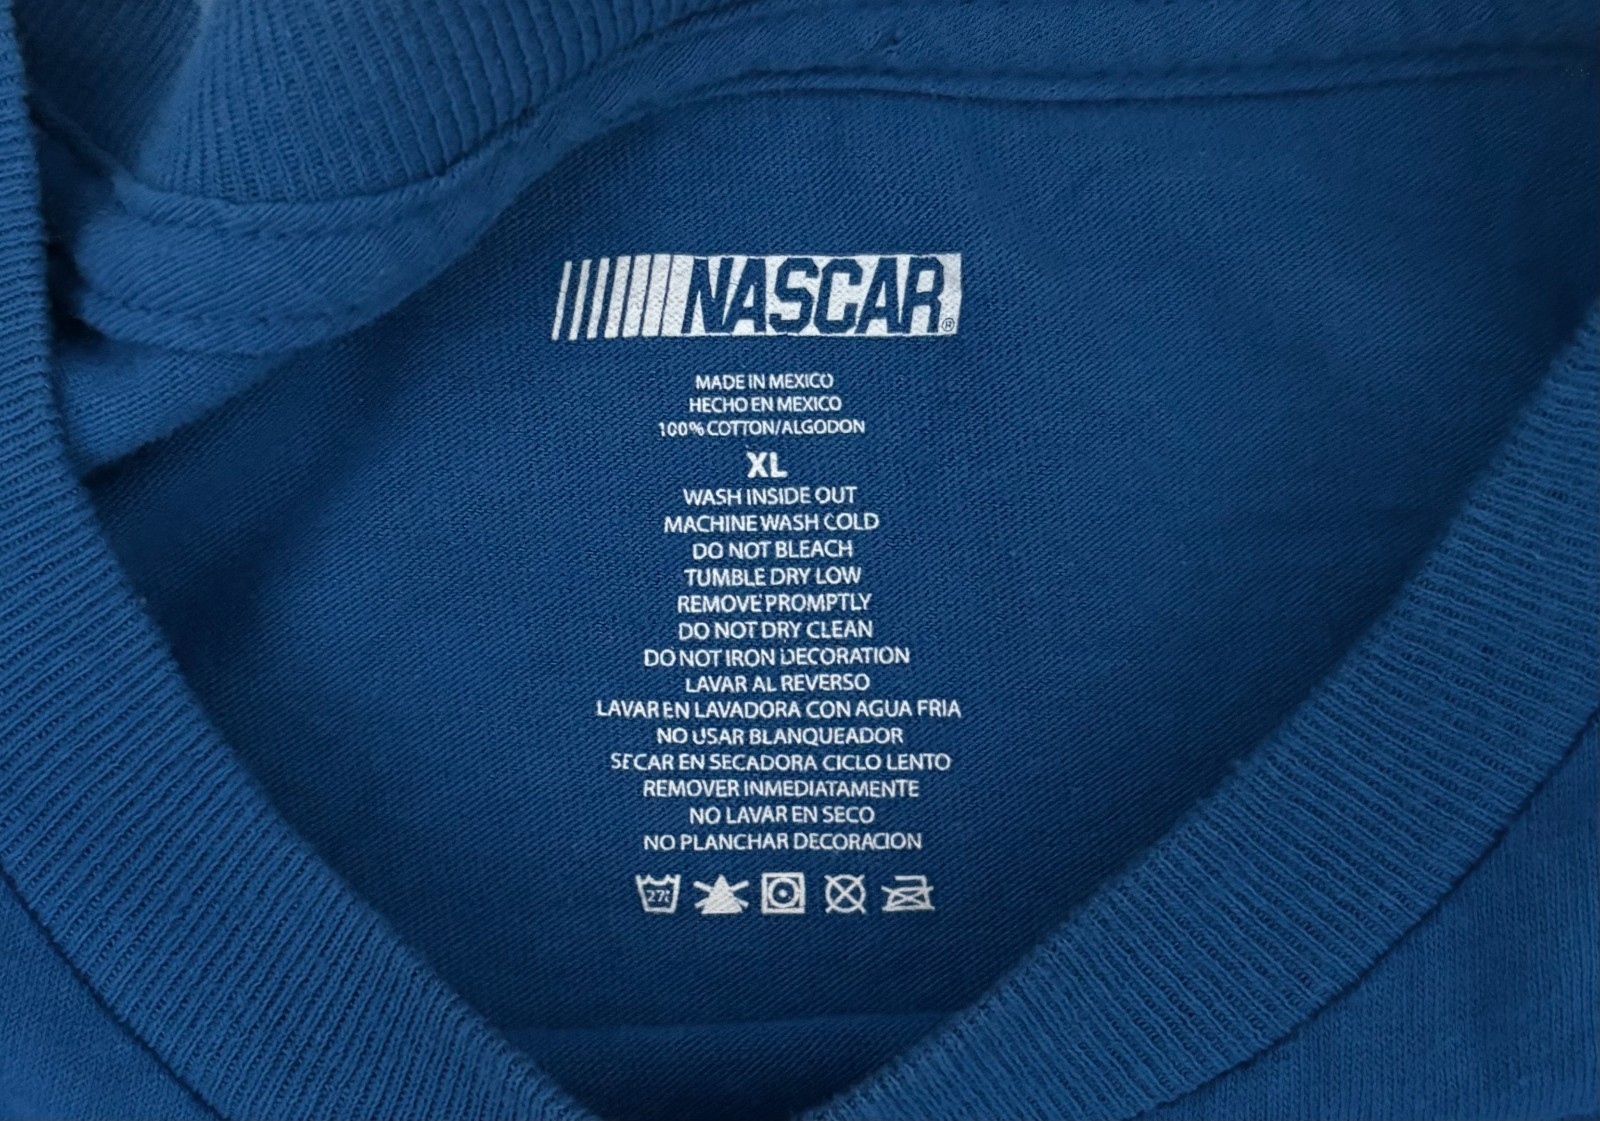 NASCAR®
MADE IN MEXICO
HECHO EN MEXICO
100% COTTON/ALGODON
XL
WASH INSIDE OUT
MACHINE WASH COLD
DO NOT BLEACH
TUMBLE DRY LOW
REMOVE PROMPTLY
DO NOT DRY CLEAN
DO NOT IRON DECORATION
LAVAR AL REVERSO
LAVAR EN LAVADORA CON AGUA FRIA
NO USAR BLANQUEADOR
SECAR EN SECADORA CICLO LENTO
REMOVER INMEDIATAMENTE
NO LAVAR EN SECO
NO PLANCHAR DECORACION
27